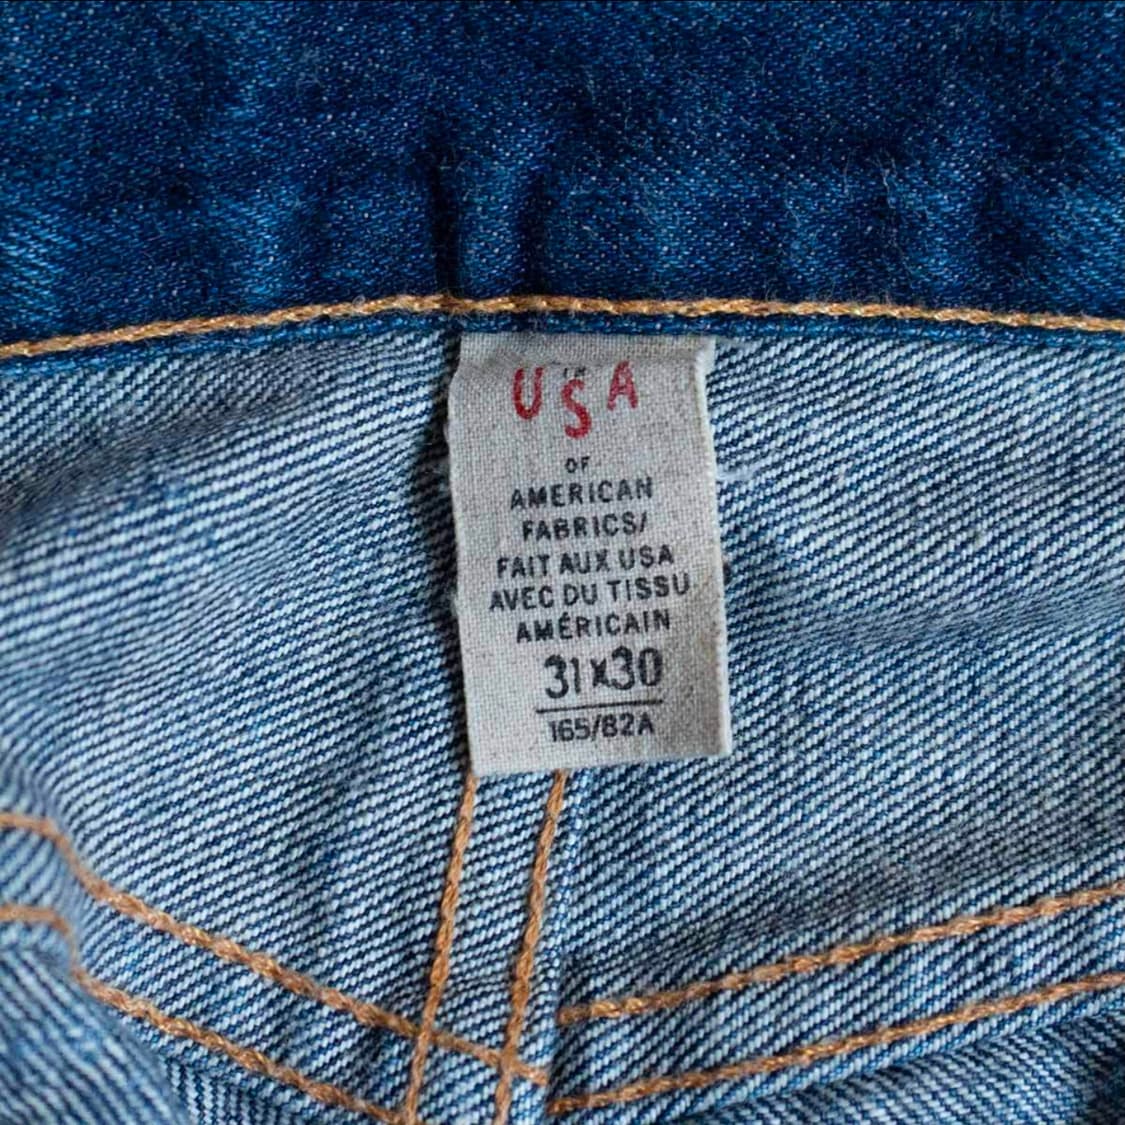 USA
OF
AMERICAN
FABRICS/
FAIT AUX USA
AVEC DU TISSU
AMÉRICAIN
31X30
165/82A